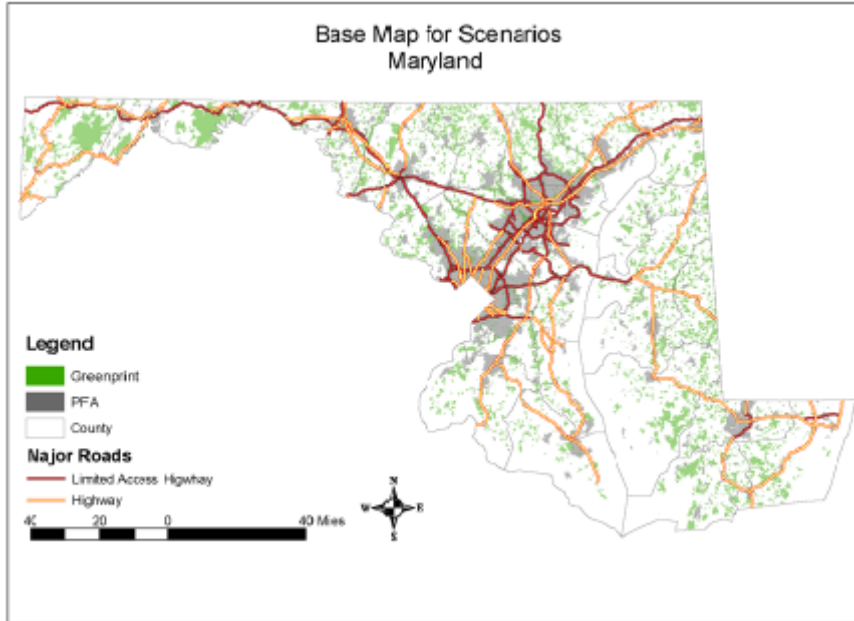 Base Map for Scenarios
Maryland
Legend
Greenprint
PFA
County
Najor Roads
Limited Access Higwhay
Highway
N
W E
S
40 20 0 40 Mies